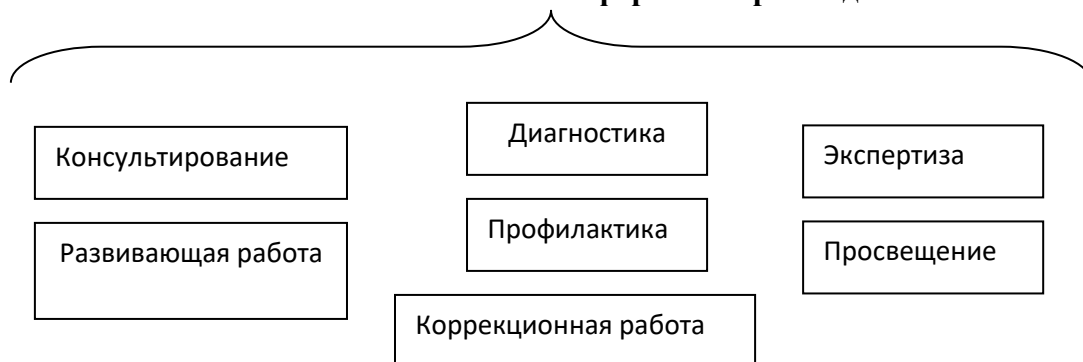 Консультирование
Диагностика
Экспертиза
Развивающая работа
Профилактика
Просвещение
Коррекционная работа